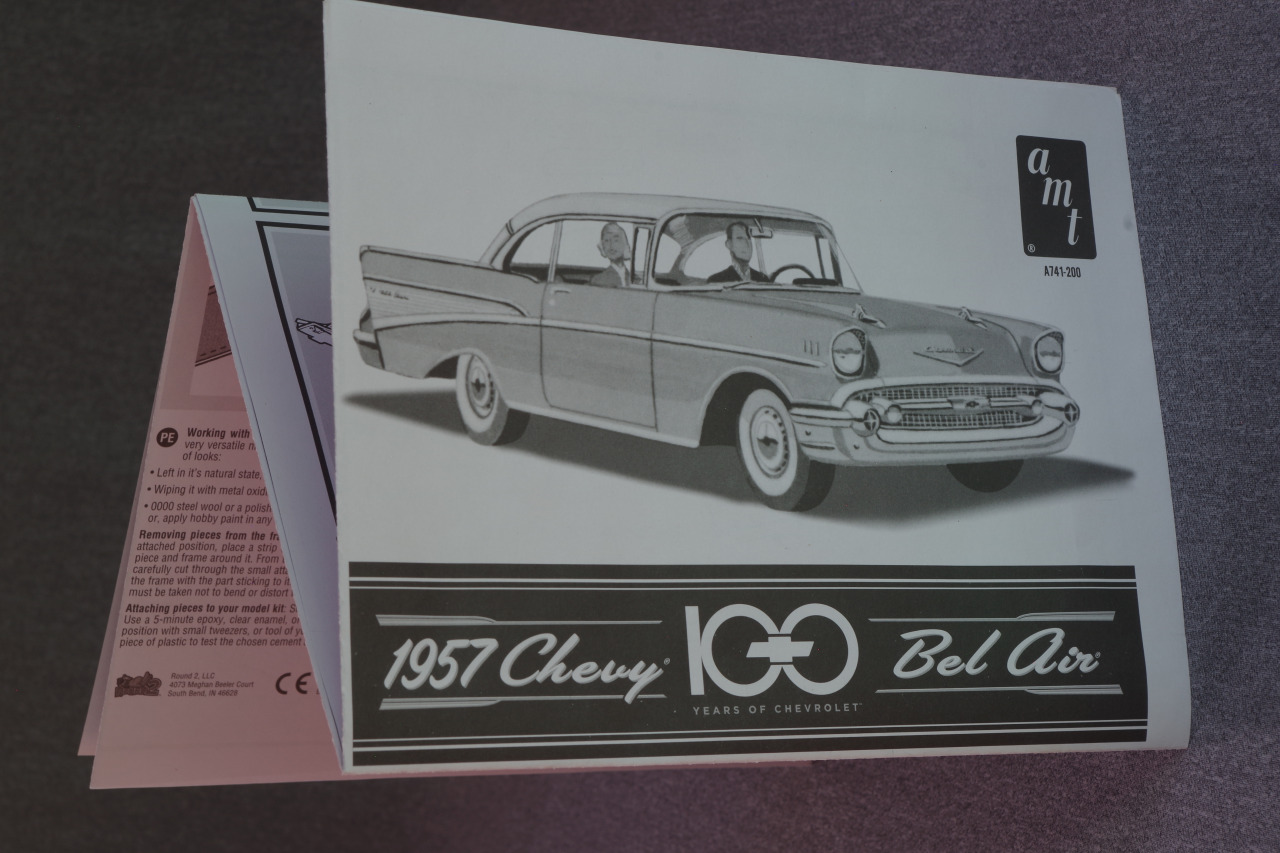 amt
®
A741-200
CHEVROLET
PE
Working with
very versatile
of looks:
• Left in it's natural state,
• Wiping it with metal
• 0000 steel wool or a polish
or, apply hobby paint in any
Removing pieces from the
attached position, place a strip
piece and frame around it. From
carefully cut through the small
the frame with the part sticking to
must be taken not to bend or distort
Attaching pieces to your model kit:
Use a 5-minute epoxy, clear enamel,
position with small tweezers, or tool of
piece of plastic to test the chosen cement
Round 2, LLC
4073 Meghan Beeler Court
South Bend, IN 46628
CE
1957 Chevy® 100 Bel Air®
YEARS OF CHEVROLET™